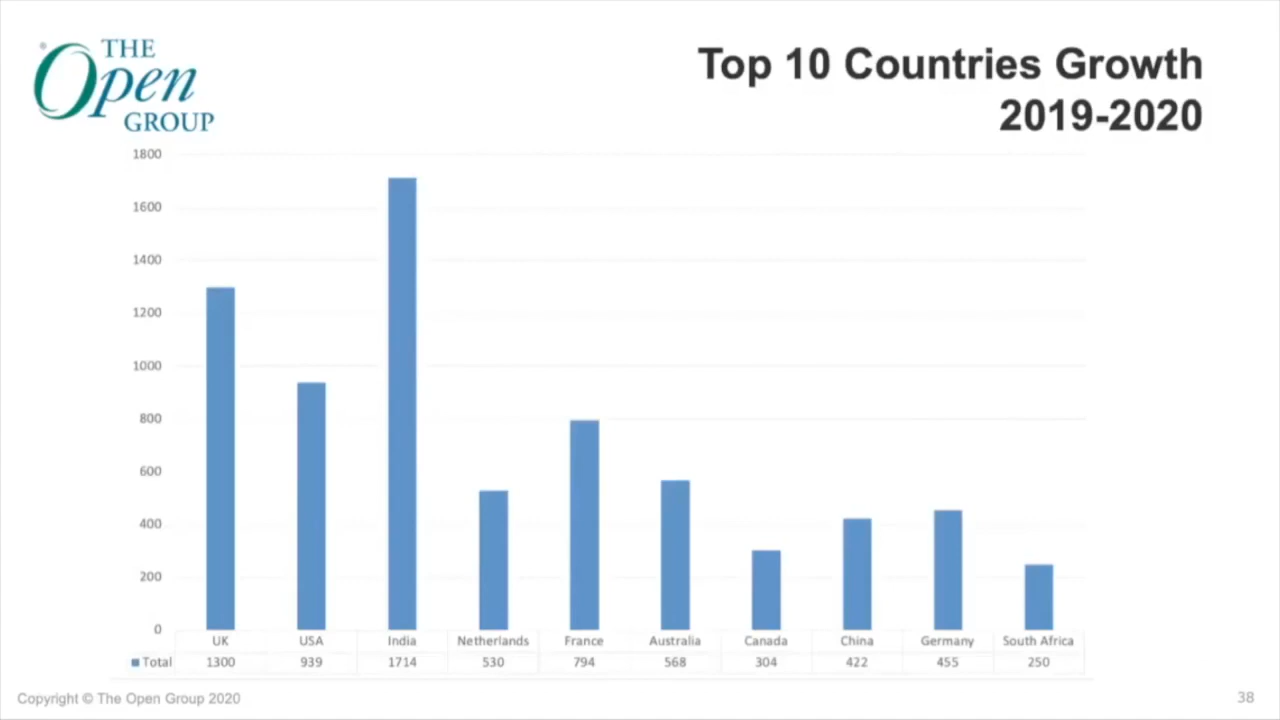 THE
Open
GROUP
Top 10 Countries Growth
2019-2020
1800
1600
1400
1200
1000
800
600
400
200
0
UK USA India Netherlands France Australia Canada China Germany South Africa
Total 1300 939 1714 530 794 568 304 422 455 250
Copyright © The Open Group 2020
38